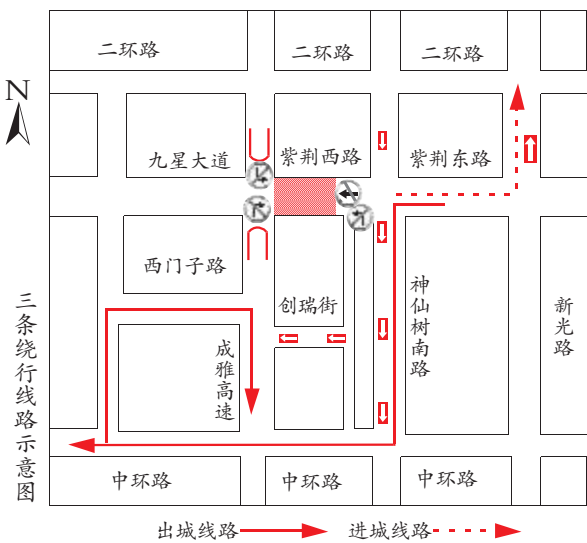 二环路
二环路
二环路
N
九星大道
紫荆西路
紫荆东路
西门子路
创瑞街
神仙树南路
新光路
成雅高速
三条绕行线路示意图
中环路
中环路
中环路
出城线路
进城线路